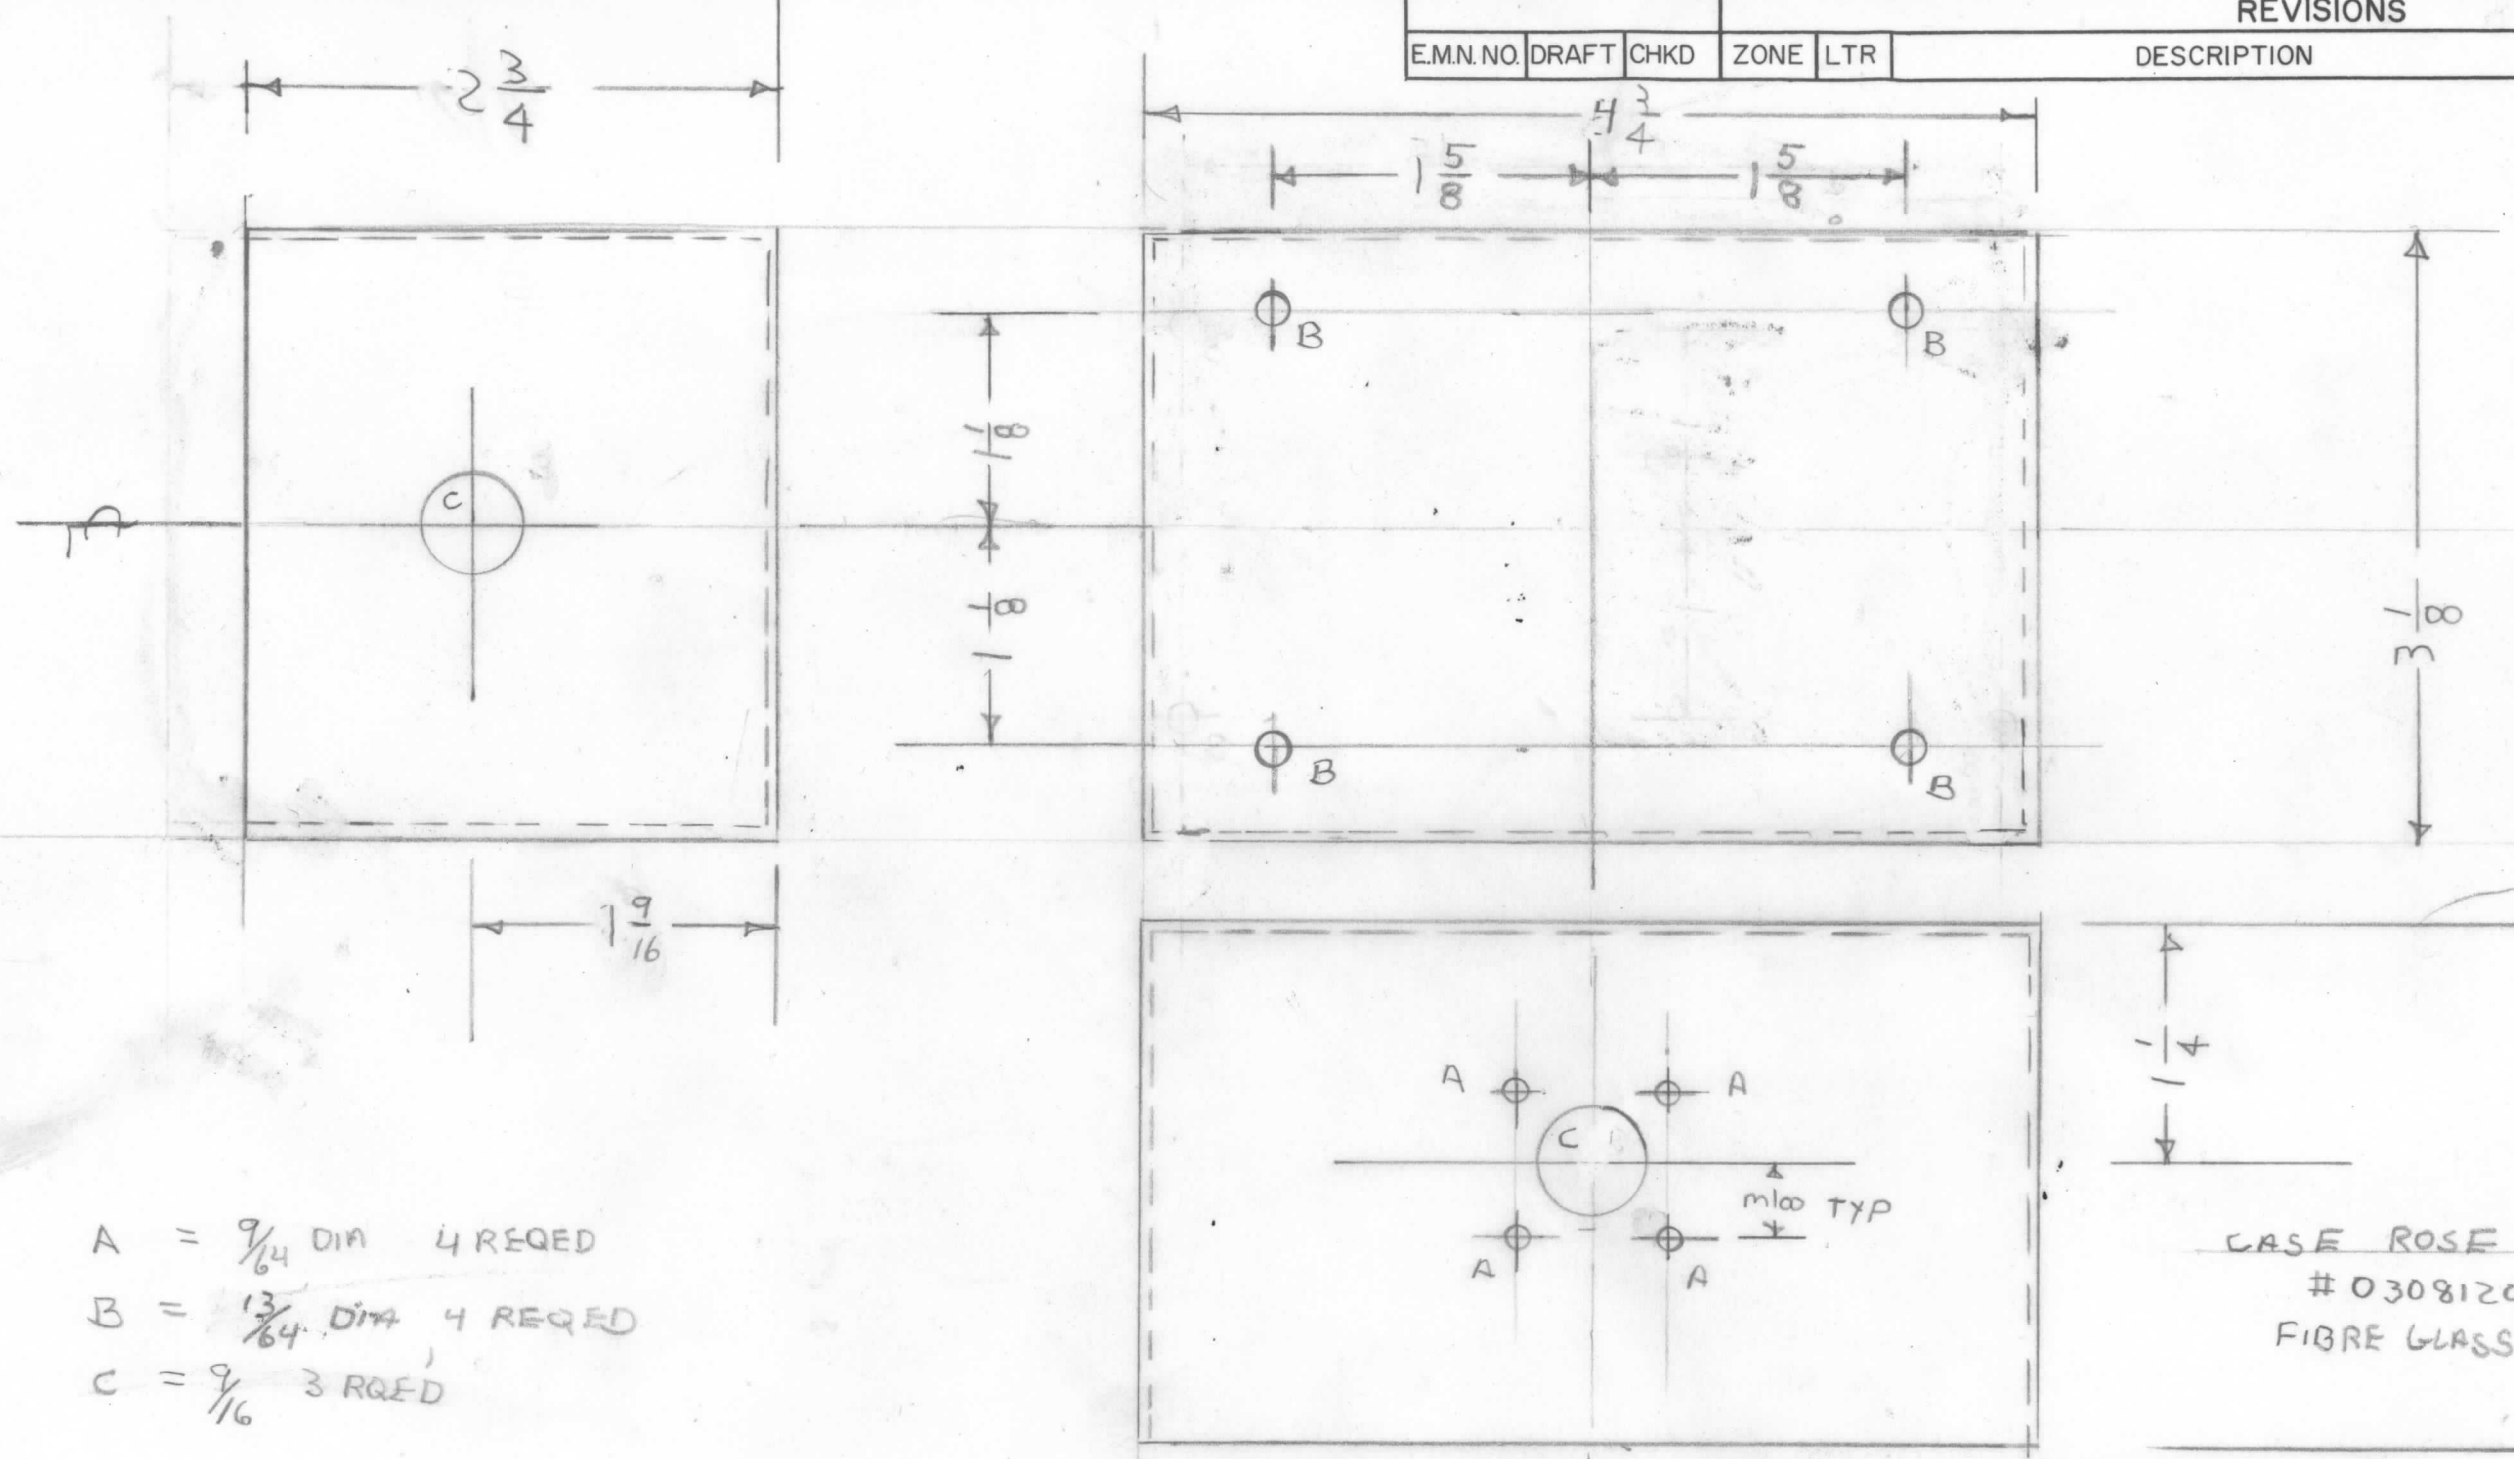 REVISIONS
E.M.N. NO. DRAFT CHKD ZONE LTR DESCRIPTION
2 3/4
4 3/4
1 5/8 1 5/8
B B
1 1/8
C
1 1/8
3 1/8
B B
1 9/16
1 1/4
A A
C
3/8 TYP
A A
A = 9/64 DIA 4 REQED
B = 13/64 DIA 4 REQED
C = 9/16 3 RQED
CASE ROSE
# 030812
FIBRE GLASS